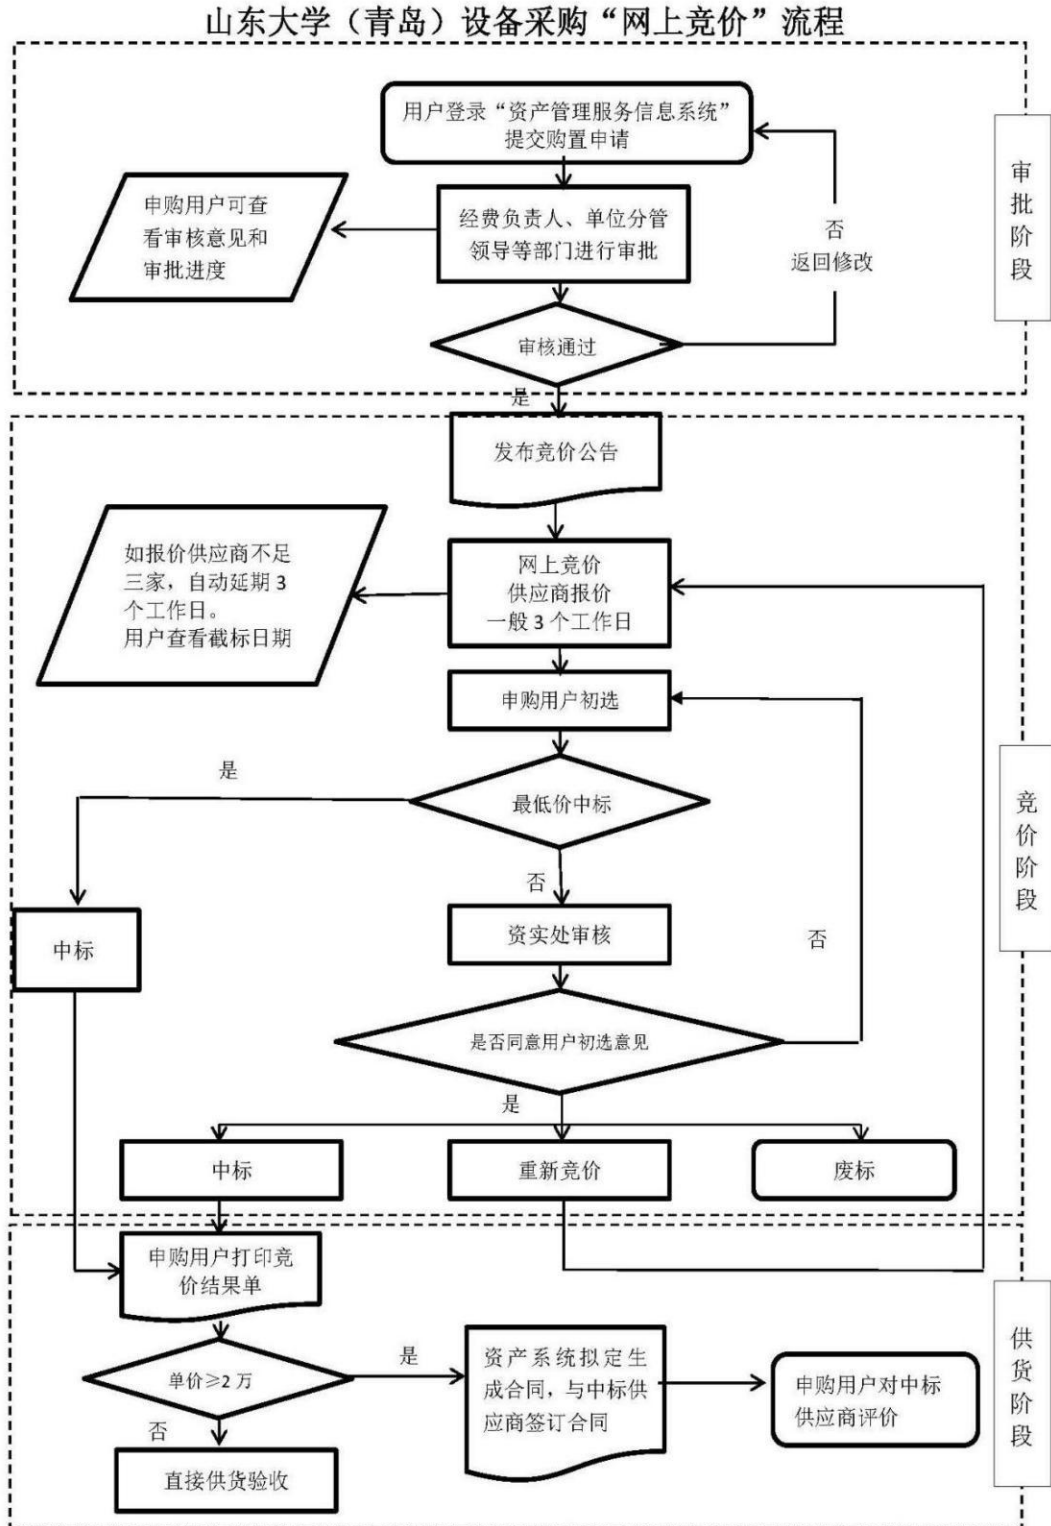 山东大学（青岛）设备采购“网上竞价”流程
用户登录“资产管理服务信息系统”
提交购置申请
经费负责人、单位分管
领导等部门进行审批
申购用户可查
看审核意见和
审批进度
否
返回修改
审核通过
是
审
批
阶
段
发布竞价公告
网上竞价
供应商报价
一般 3 个工作日
如报价供应商不足
三家，自动延期 3
个工作日。
用户查看截标日期
申购用户初选
是
最低价中标
否
中标
资实处审核
否
是否同意用户初选意见
是
中标
重新竞价
废标
竞
价
阶
段
申购用户打印竞
价结果单
单价≥2 万
是
否
直接供货验收
资产系统拟定生
成合同，与中标供
应商签订合同
申购用户对中标
供应商评价
供
货
阶
段